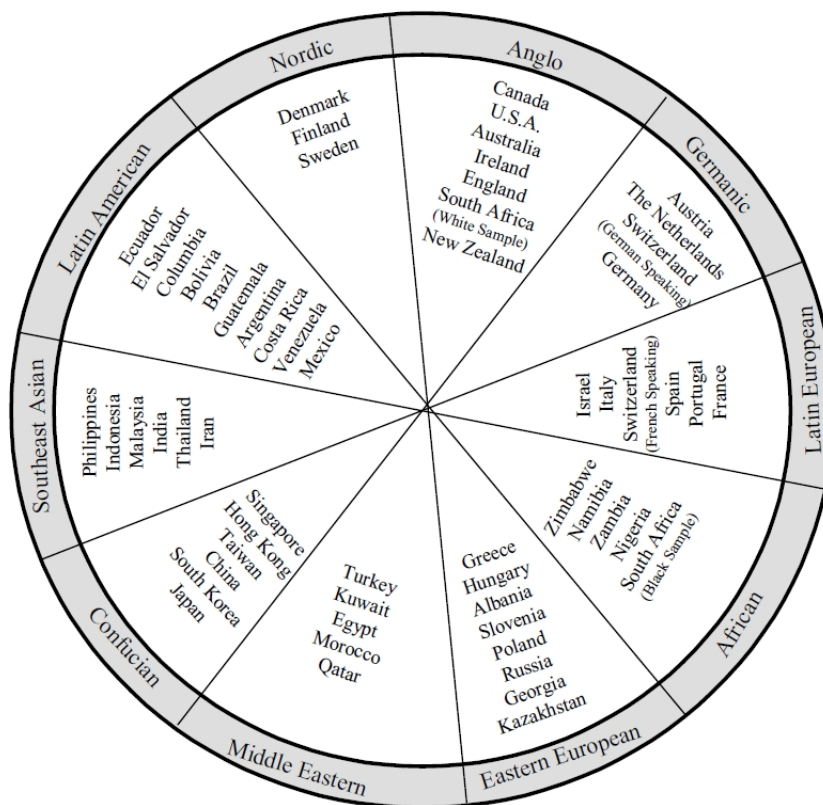 Nordic
Denmark
Finland
Sweden
Anglo
Canada
U.S.A.
Australia
Ireland
England
South Africa
(White Sample)
New Zealand
Germanic
Austria
The Netherlands
Switzerland
(German Speaking)
Germany
Latin European
Israel
Italy
Switzerland
(French Speaking)
Spain
Portugal
France
African
Zimbabwe
Namibia
Zambia
Nigeria
South Africa
(Black Sample)
Eastern European
Greece
Hungary
Albania
Slovenia
Poland
Russia
Georgia
Kazakhstan
Middle Eastern
Turkey
Kuwait
Egypt
Morocco
Qatar
Confucian
Singapore
Hong Kong
Taiwan
China
South Korea
Japan
Southeast Asian
Philippines
Indonesia
Malaysia
India
Thailand
Iran
Latin American
Ecuador
El Salvador
Columbia
Bolivia
Brazil
Guatemala
Argentina
Costa Rica
Venezuela
Mexico